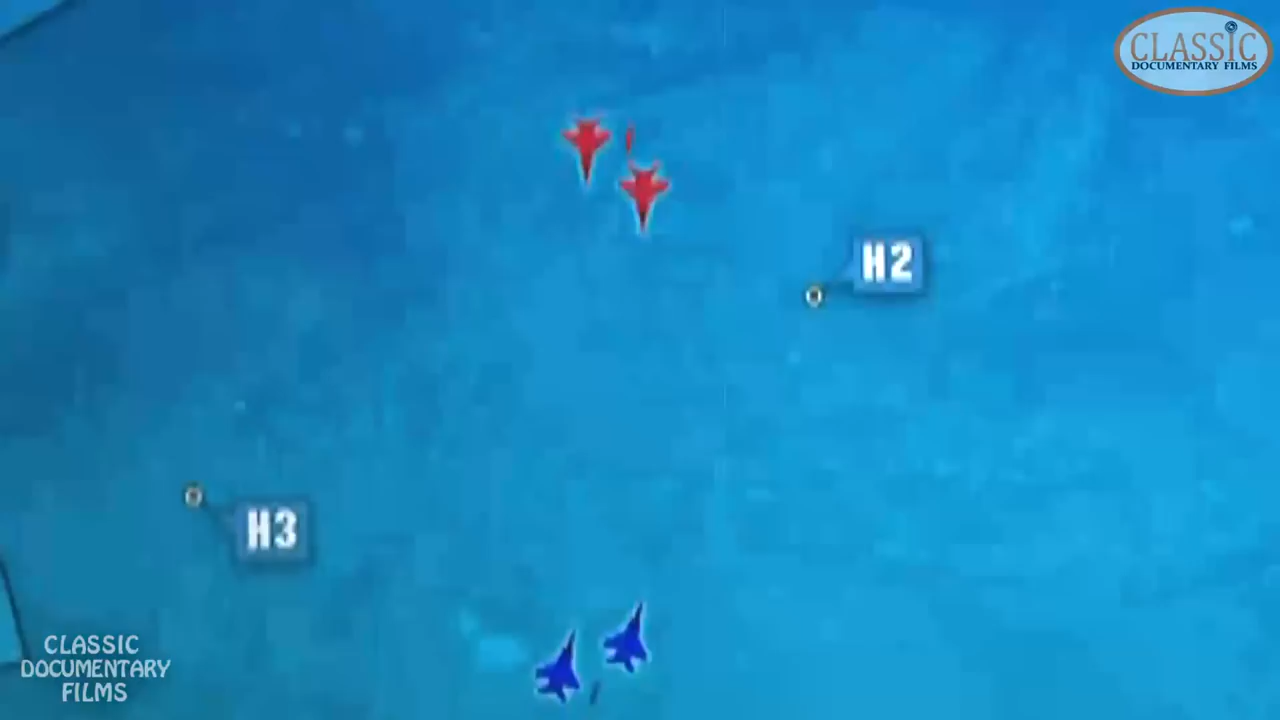 CLASSIC
DOCUMENTARY FILMS
H2
H3
CLASSIC
DOCUMENTARY
FILMS